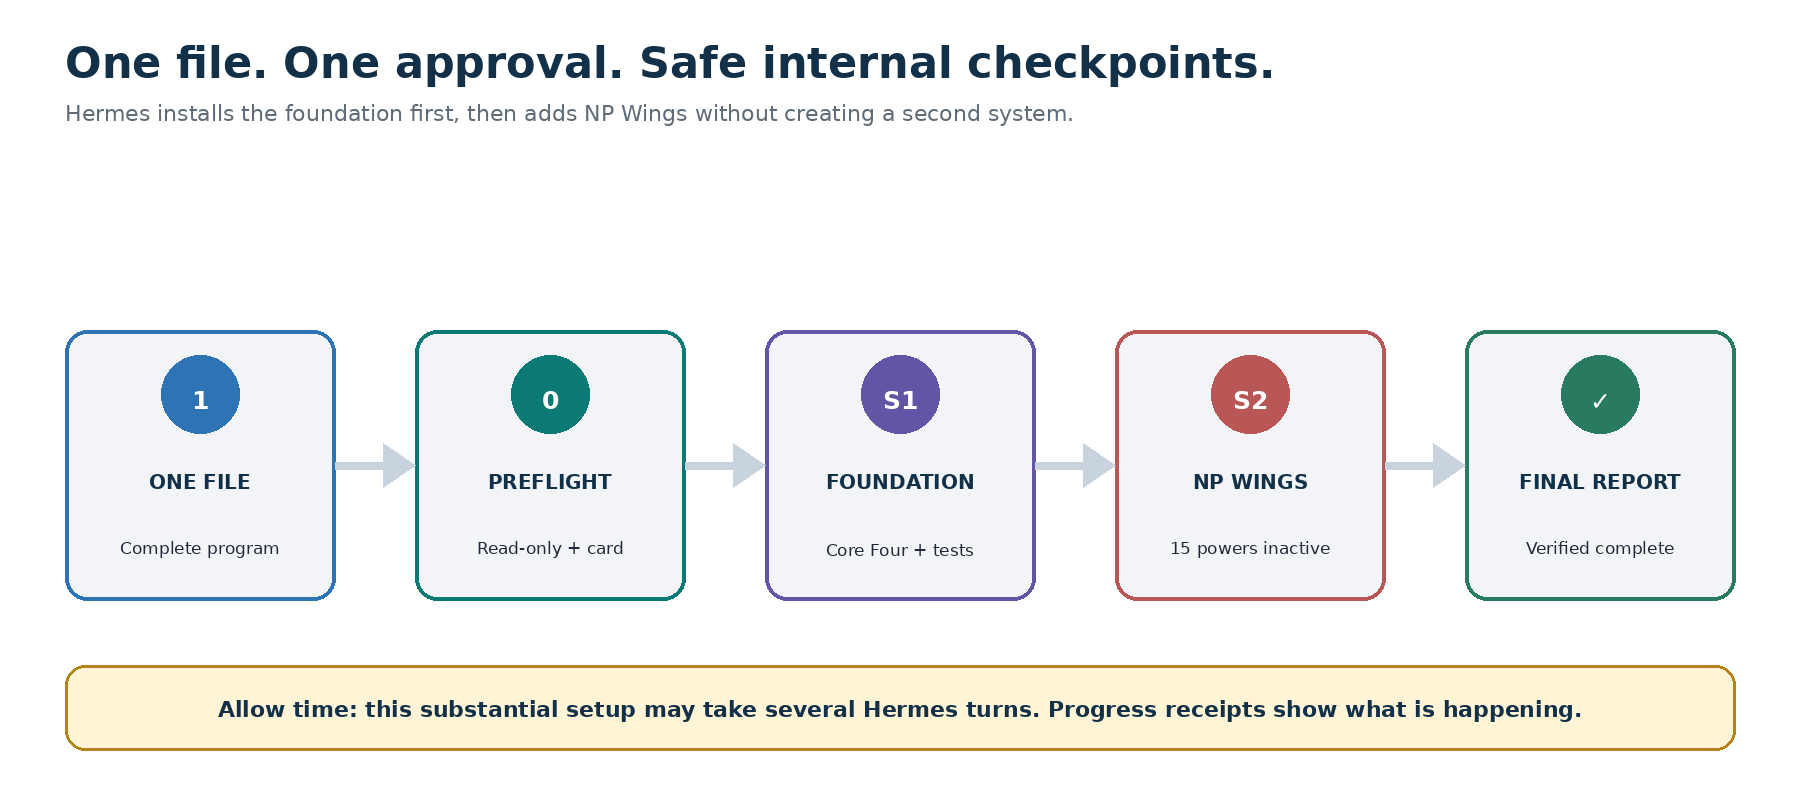 One file. One approval. Safe internal checkpoints.
Hermes installs the foundation first, then adds NP Wings without creating a second system.
1
ONE FILE
Complete program
0
PREFLIGHT
Read-only + card
S1
FOUNDATION
Core Four + tests
S2
NP WINGS
15 powers inactive
✓
FINAL REPORT
Verified complete
Allow time: this substantial setup may take several Hermes turns. Progress receipts show what is happening.